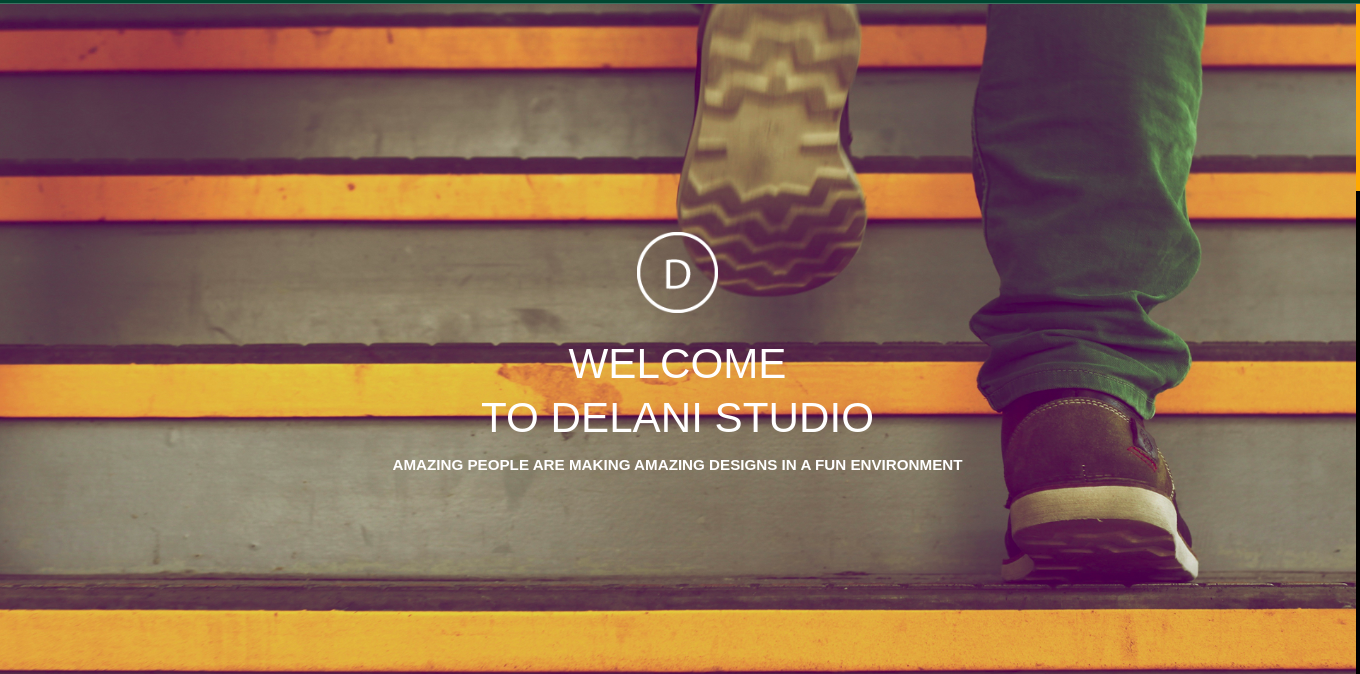 D
WELCOME
TO DELANI STUDIO
AMAZING PEOPLE ARE MAKING AMAZING DESIGNS IN A FUN ENVIRONMENT